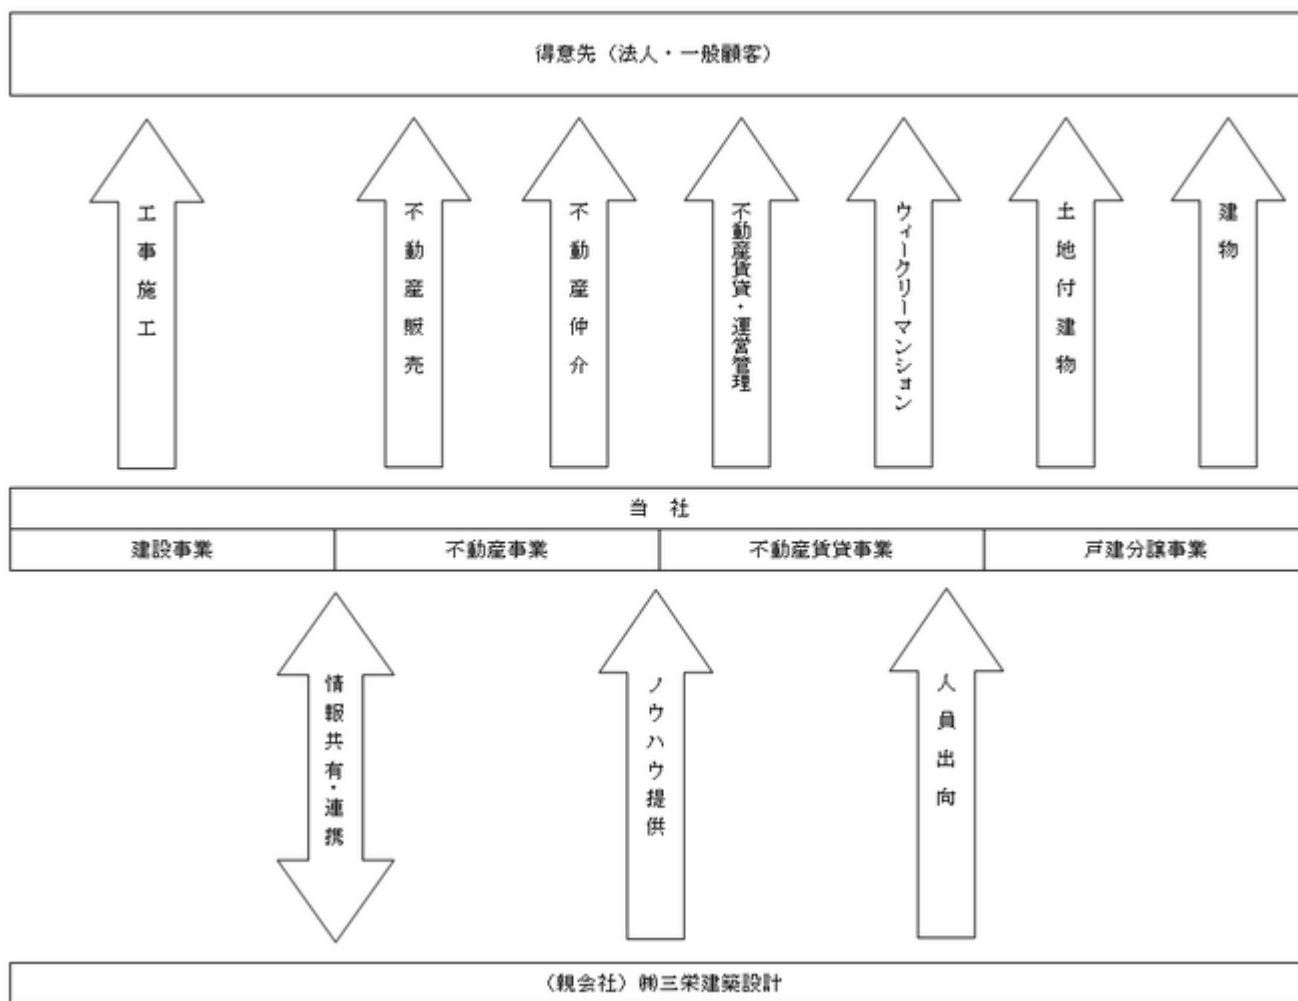 得意先（法人・一般顧客）
工事施工
不動産販売
不動産仲介
不動産賃貸・運営管理
ウィークリーマンション
土地付建物
建物
当　社
建設事業
不動産事業
不動産賃貸事業
戸建分譲事業
情報共有・連携
ノウハウ提供
人員出向
（親会社）㈱三栄建築設計